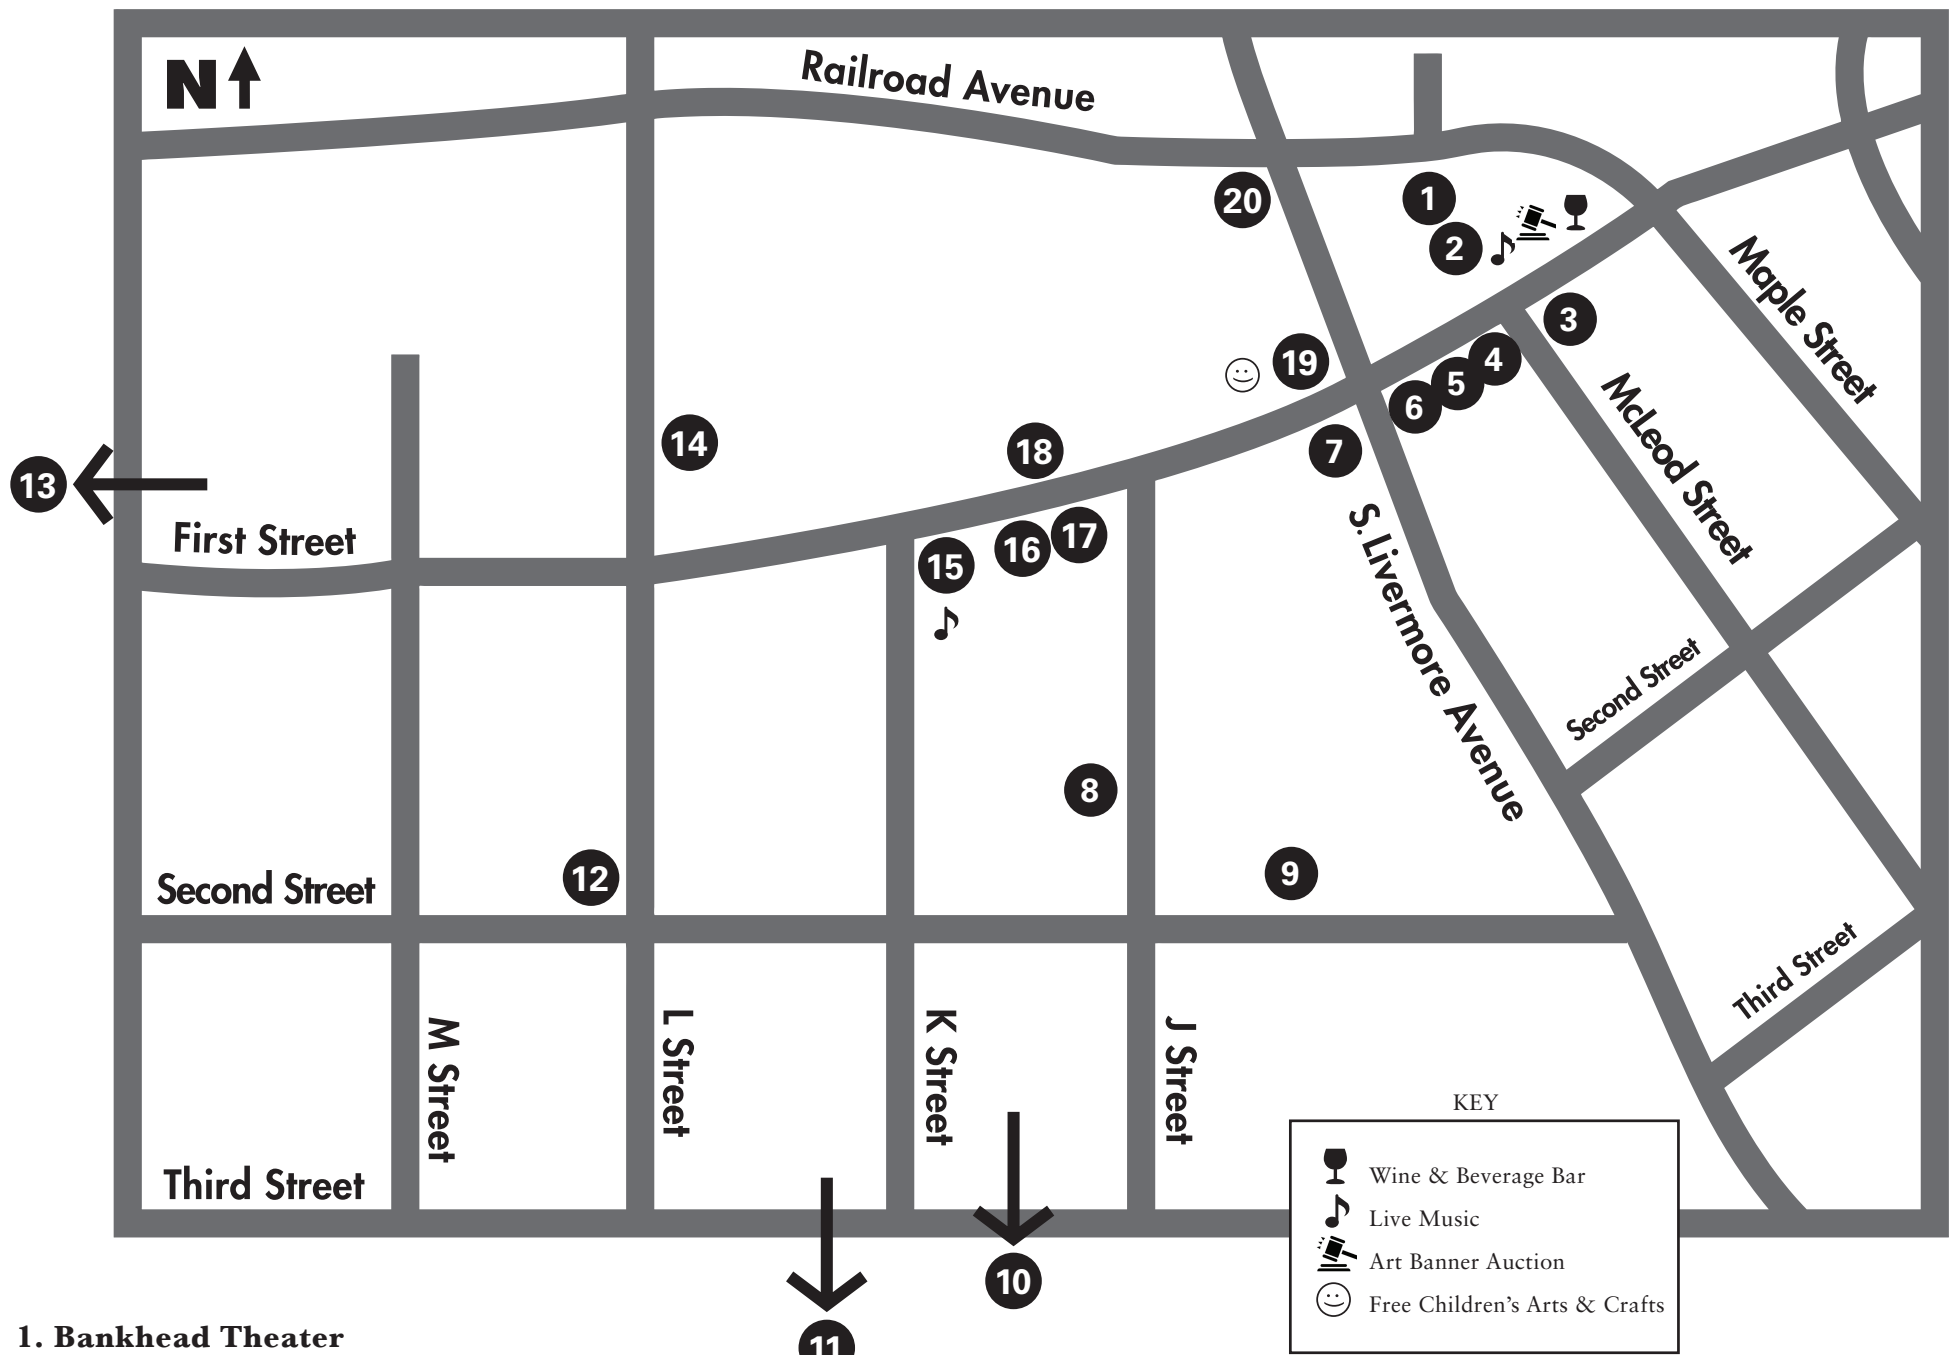 N
Railroad Avenue
20
1
2
Maple Street
3
19
4
5
6
McLeod Street
14
18
7
13
First Street
17
16
15
S. Livermore Avenue
Second Street
8
12
9
Second Street
Third Street
M Street
L Street
K Street
J Street
Third Street
10
11
KEY
Wine & Beverage Bar
Live Music
Art Banner Auction
Free Children's Arts & Crafts
1. Bankhead Theater